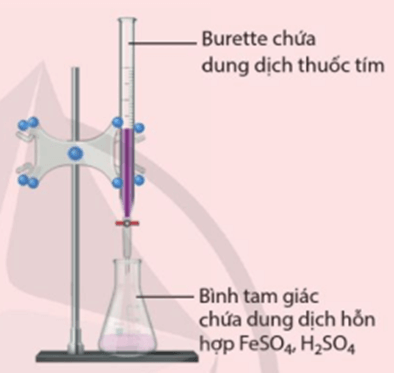 Burette chứa
dung dịch thuốc tím
Bình tam giác
chứa dung dịch hỗn
hợp FeSO₄, H₂SO₄